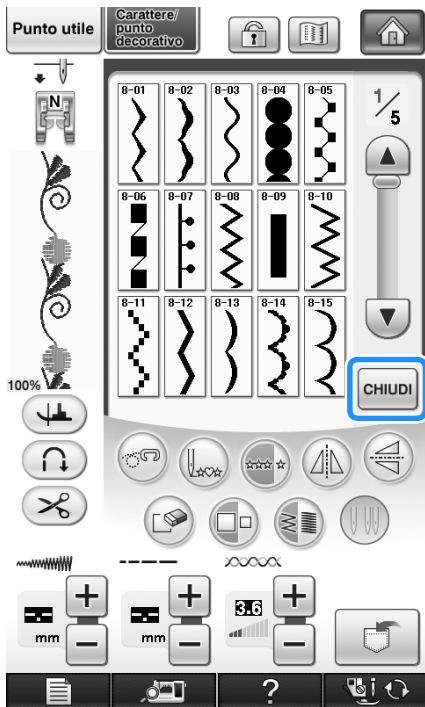 Punto utile
Carattere/
punto
decorativo
N
8-01 8-02 8-03 8-04 8-05
1/5
8-06 8-07 8-08 8-09 8-10
8-11 8-12 8-13 8-14 8-15
100%
CHIUDI
+ + 3.6 +
mm − mm − −
?